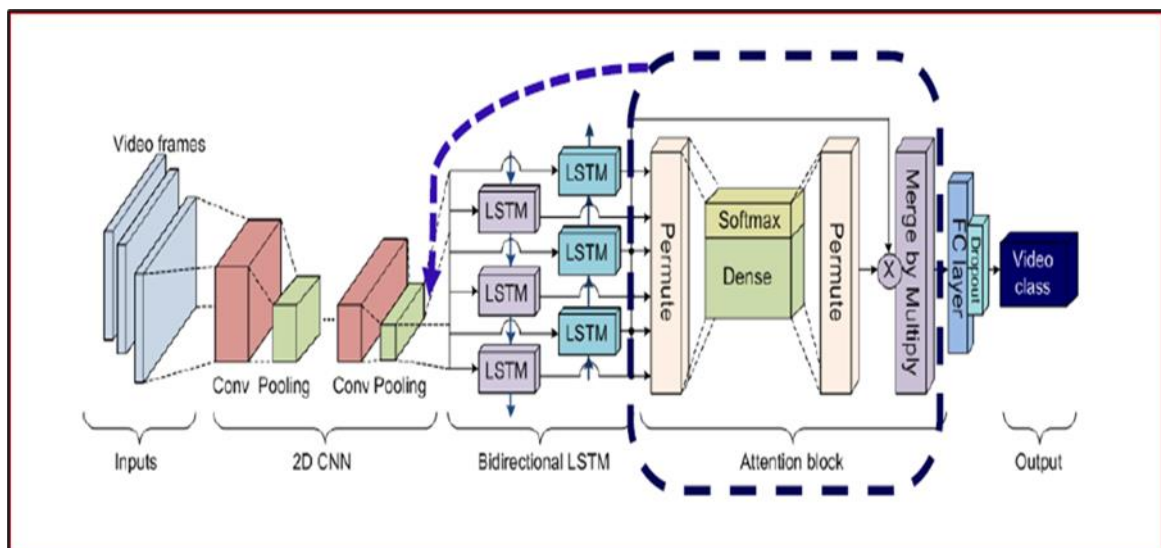 Video frames
Conv Pooling
Conv Pooling
LSTM
LSTM
LSTM
LSTM
LSTM
LSTM
Permute
Softmax
Dense
Permute
X
Merge by Multiply
FC layer
Dropout
Video
class
Inputs
2D CNN
Bidirectional LSTM
Attention block
Output